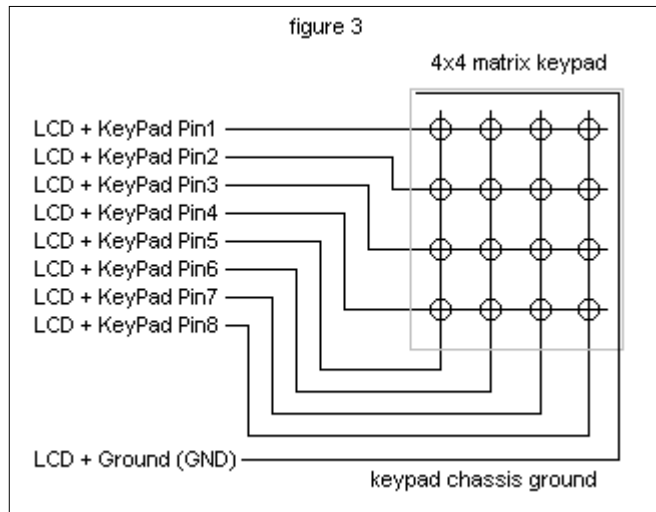 figure 3
4x4 matrix keypad
LCD + KeyPad Pin1
LCD + KeyPad Pin2
LCD + KeyPad Pin3
LCD + KeyPad Pin4
LCD + KeyPad Pin5
LCD + KeyPad Pin6
LCD + KeyPad Pin7
LCD + KeyPad Pin8
LCD + Ground (GND)
keypad chassis ground